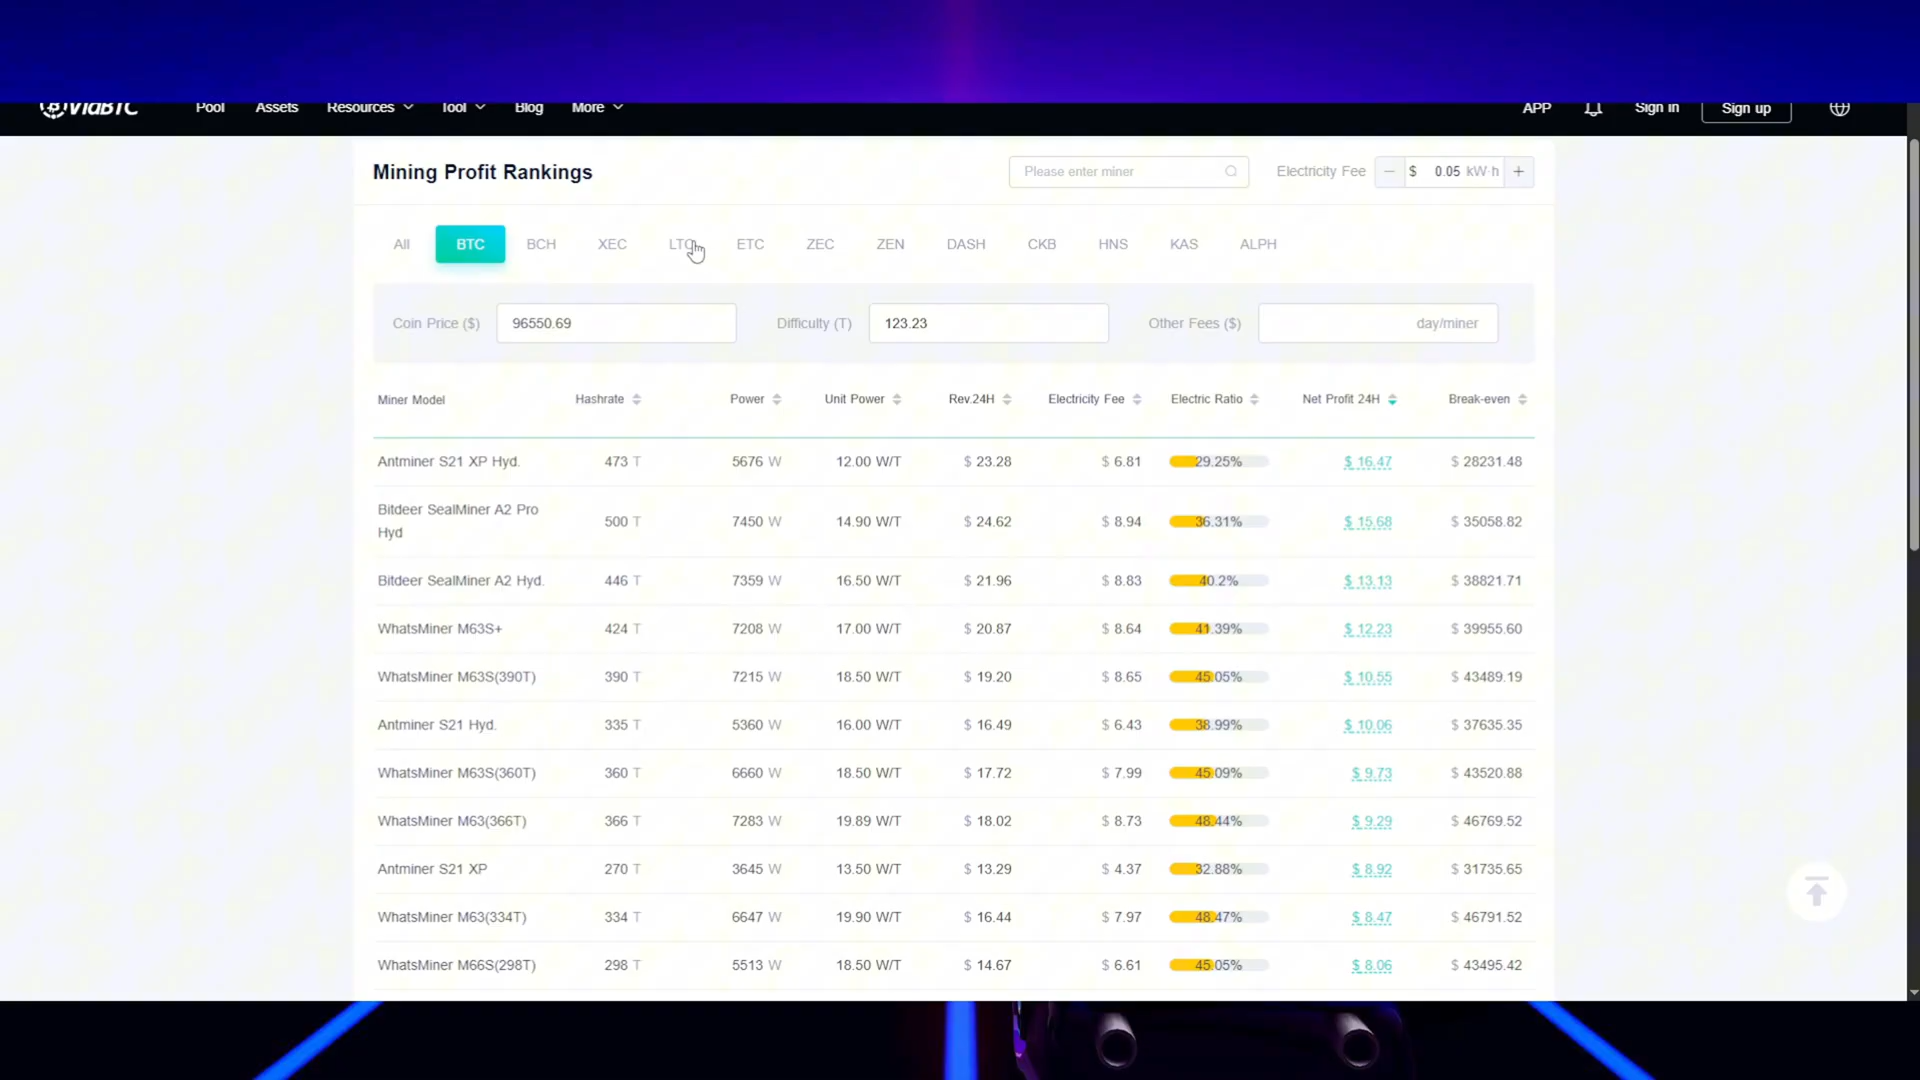 ViaBTC Pool Assets Resources Tool Blog More APP Sign in Sign up
Mining Profit Rankings Please enter miner Electricity Fee − $ 0.05 kW·h +
All BTC BCH XEC LTC ETC ZEC ZEN DASH CKB HNS KAS ALPH
Coin Price ($) 96550.69 Difficulty (T) 123.23 Other Fees ($) day/miner
Miner Model Hashrate Power Unit Power Rev.24H Electricity Fee Electric Ratio Net Profit 24H Break-even
Antminer S21 XP Hyd. 473 T 5676 W 12.00 W/T $ 23.28 $ 6.81 29.25% $ 16.47 $ 28231.48
Bitdeer SealMiner A2 Pro
Hyd 500 T 7450 W 14.90 W/T $ 24.62 $ 8.94 36.31% $ 15.68 $ 35058.82
Bitdeer SealMiner A2 Hyd. 446 T 7359 W 16.50 W/T $ 21.96 $ 8.83 40.2% $ 13.13 $ 38821.71
WhatsMiner M63S+ 424 T 7208 W 17.00 W/T $ 20.87 $ 8.64 41.39% $ 12.23 $ 39955.60
WhatsMiner M63S(390T) 390 T 7215 W 18.50 W/T $ 19.20 $ 8.65 45.05% $ 10.55 $ 43489.19
Antminer S21 Hyd. 335 T 5360 W 16.00 W/T $ 16.49 $ 6.43 38.99% $ 10.06 $ 37635.35
WhatsMiner M63S(360T) 360 T 6660 W 18.50 W/T $ 17.72 $ 7.99 45.09% $ 9.73 $ 43520.88
WhatsMiner M63(366T) 366 T 7283 W 19.89 W/T $ 18.02 $ 8.73 48.44% $ 9.29 $ 46769.52
Antminer S21 XP 270 T 3645 W 13.50 W/T $ 13.29 $ 4.37 32.88% $ 8.92 $ 31735.65
WhatsMiner M63(334T) 334 T 6647 W 19.90 W/T $ 16.44 $ 7.97 48.47% $ 8.47 $ 46791.52
WhatsMiner M66S(298T) 298 T 5513 W 18.50 W/T $ 14.67 $ 6.61 45.05% $ 8.06 $ 43495.42